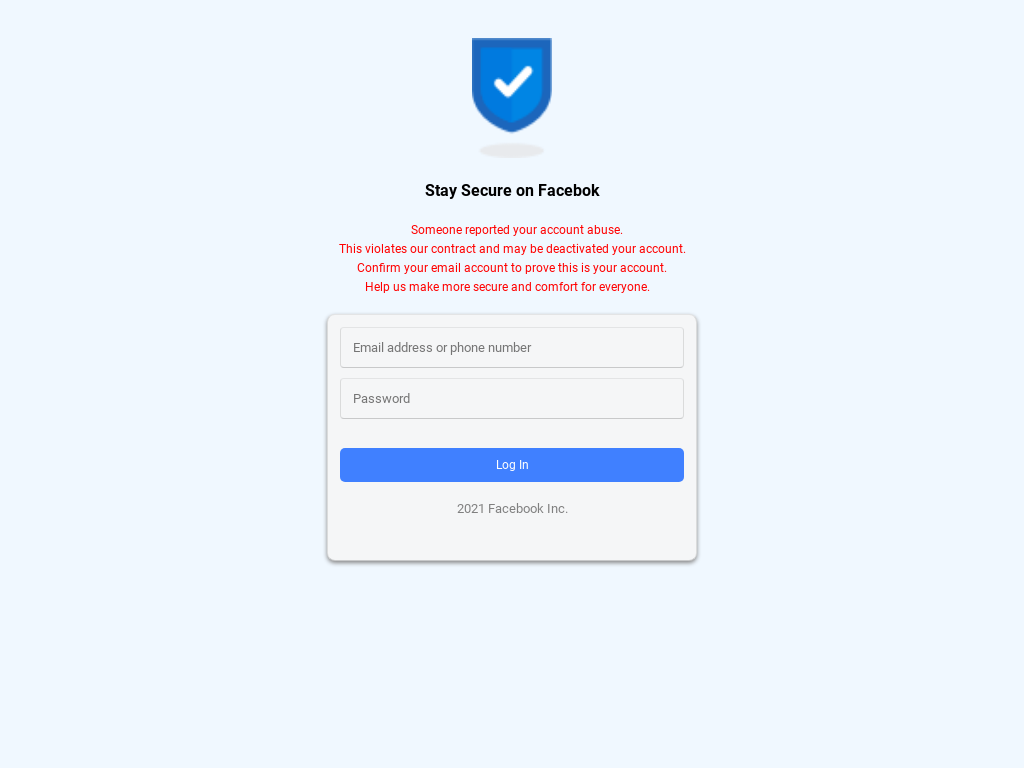 Stay Secure on Facebok
Someone reported your account abuse.
This violates our contract and may be deactivated your account.
Confirm your email account to prove this is your account.
Help us make more secure and comfort for everyone.
Email address or phone number
Password
Log In
2021 Facebook Inc.